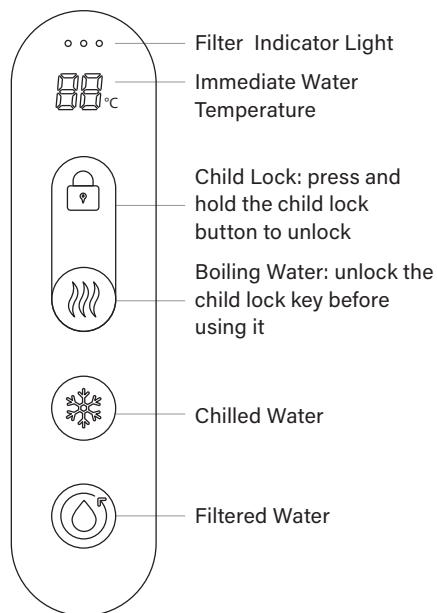 Filter Indicator Light
88°C
Immediate Water
Temperature
Child Lock: press and
hold the child lock
button to unlock
Boiling Water: unlock the
child lock key before
using it
Chilled Water
Filtered Water